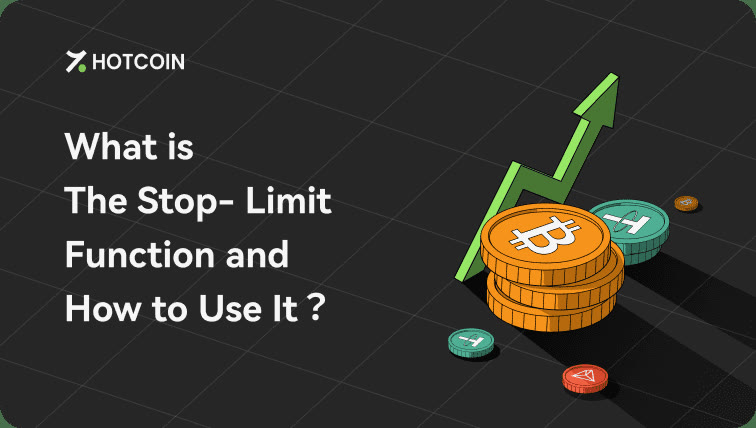 HOTCOIN
What is
The Stop- Limit
Function and
How to Use It？